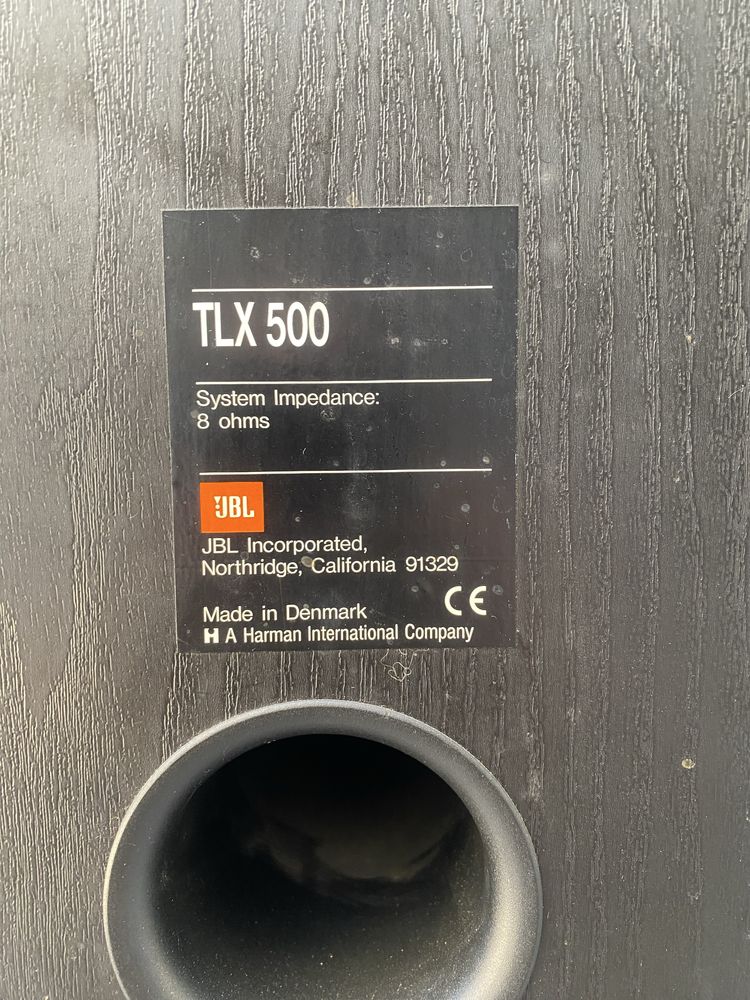 TLX 500
System Impedance:
8 ohms
JBL
JBL Incorporated,
Northridge, California 91329
CE
Made in Denmark
H A Harman International Company